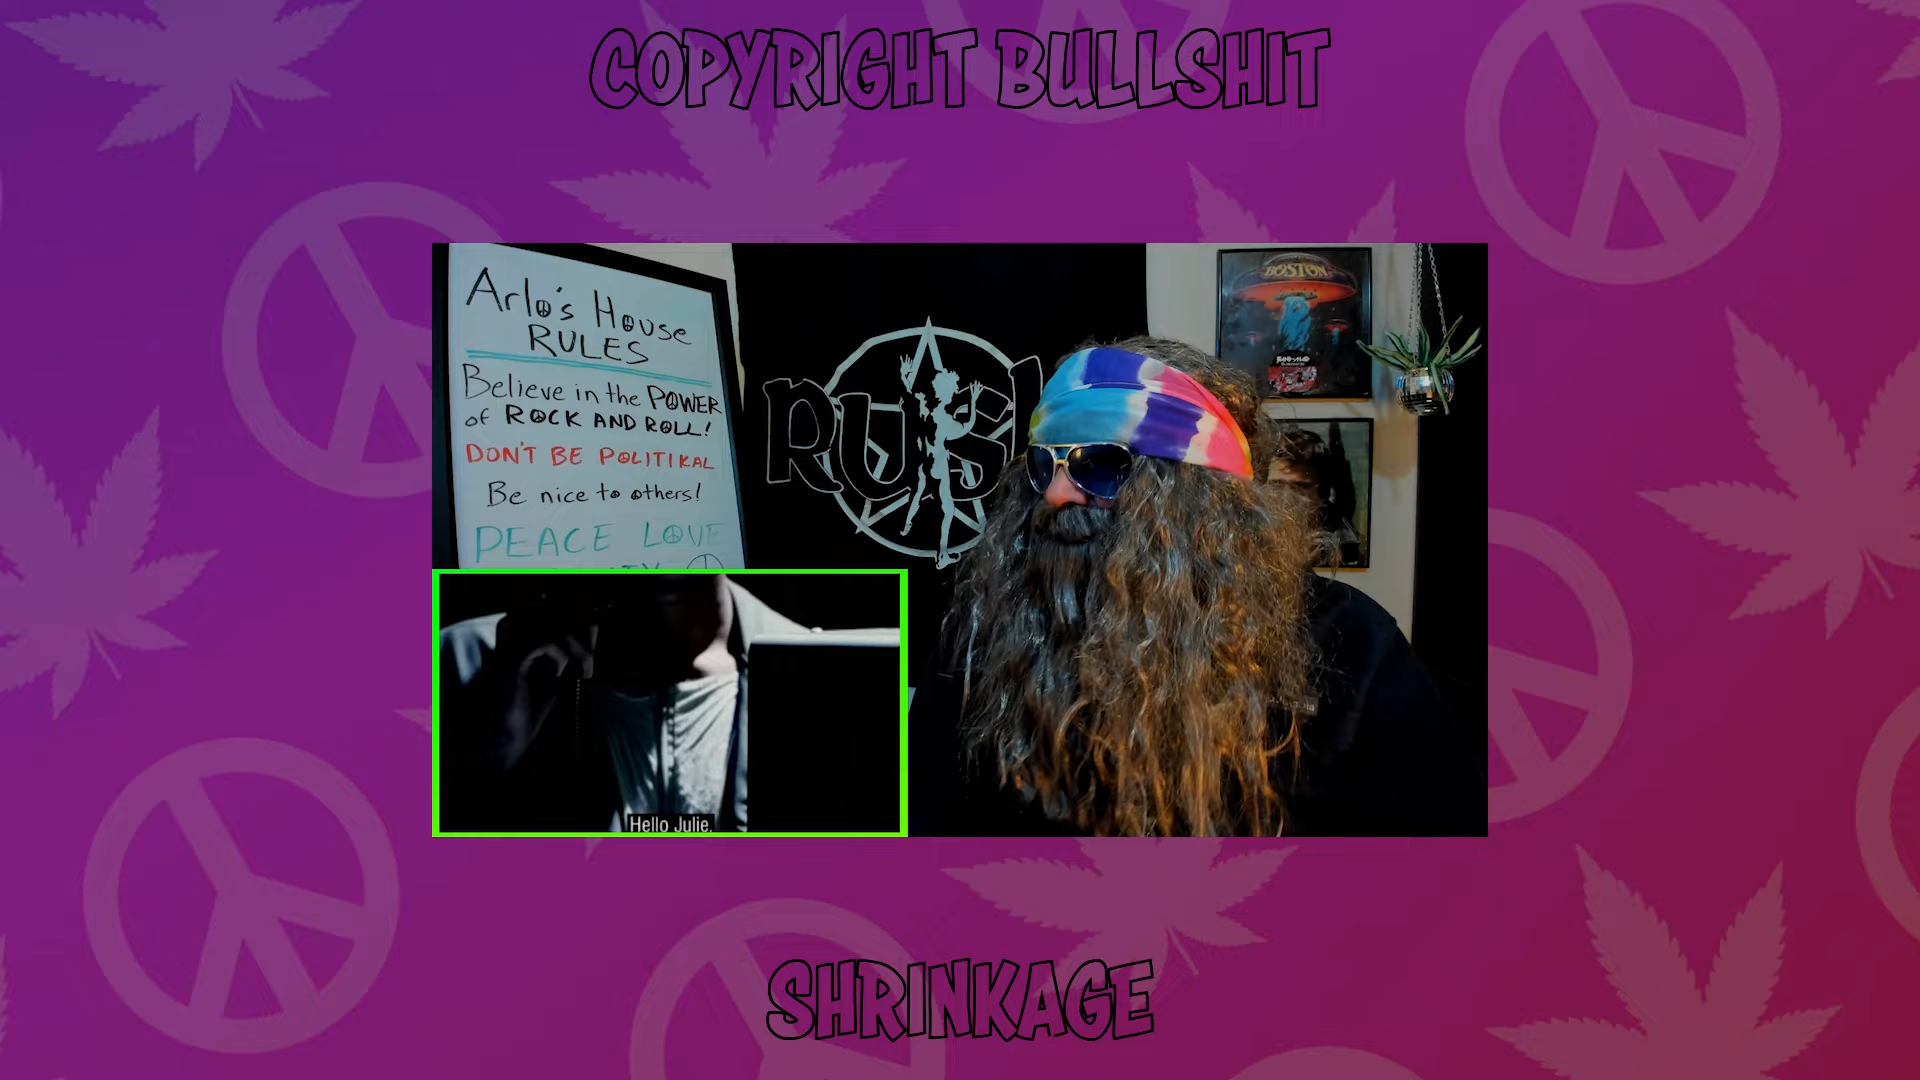 COPYRIGHT BULLSHIT
Arlo's House
RULES
Believe in the POWER
of ROCK AND ROLL!
DON'T BE POLITIKAL
Be nice to others!
PEACE LOVE
RUSH
BOSTON
Hello Julie.
SHRINKAGE